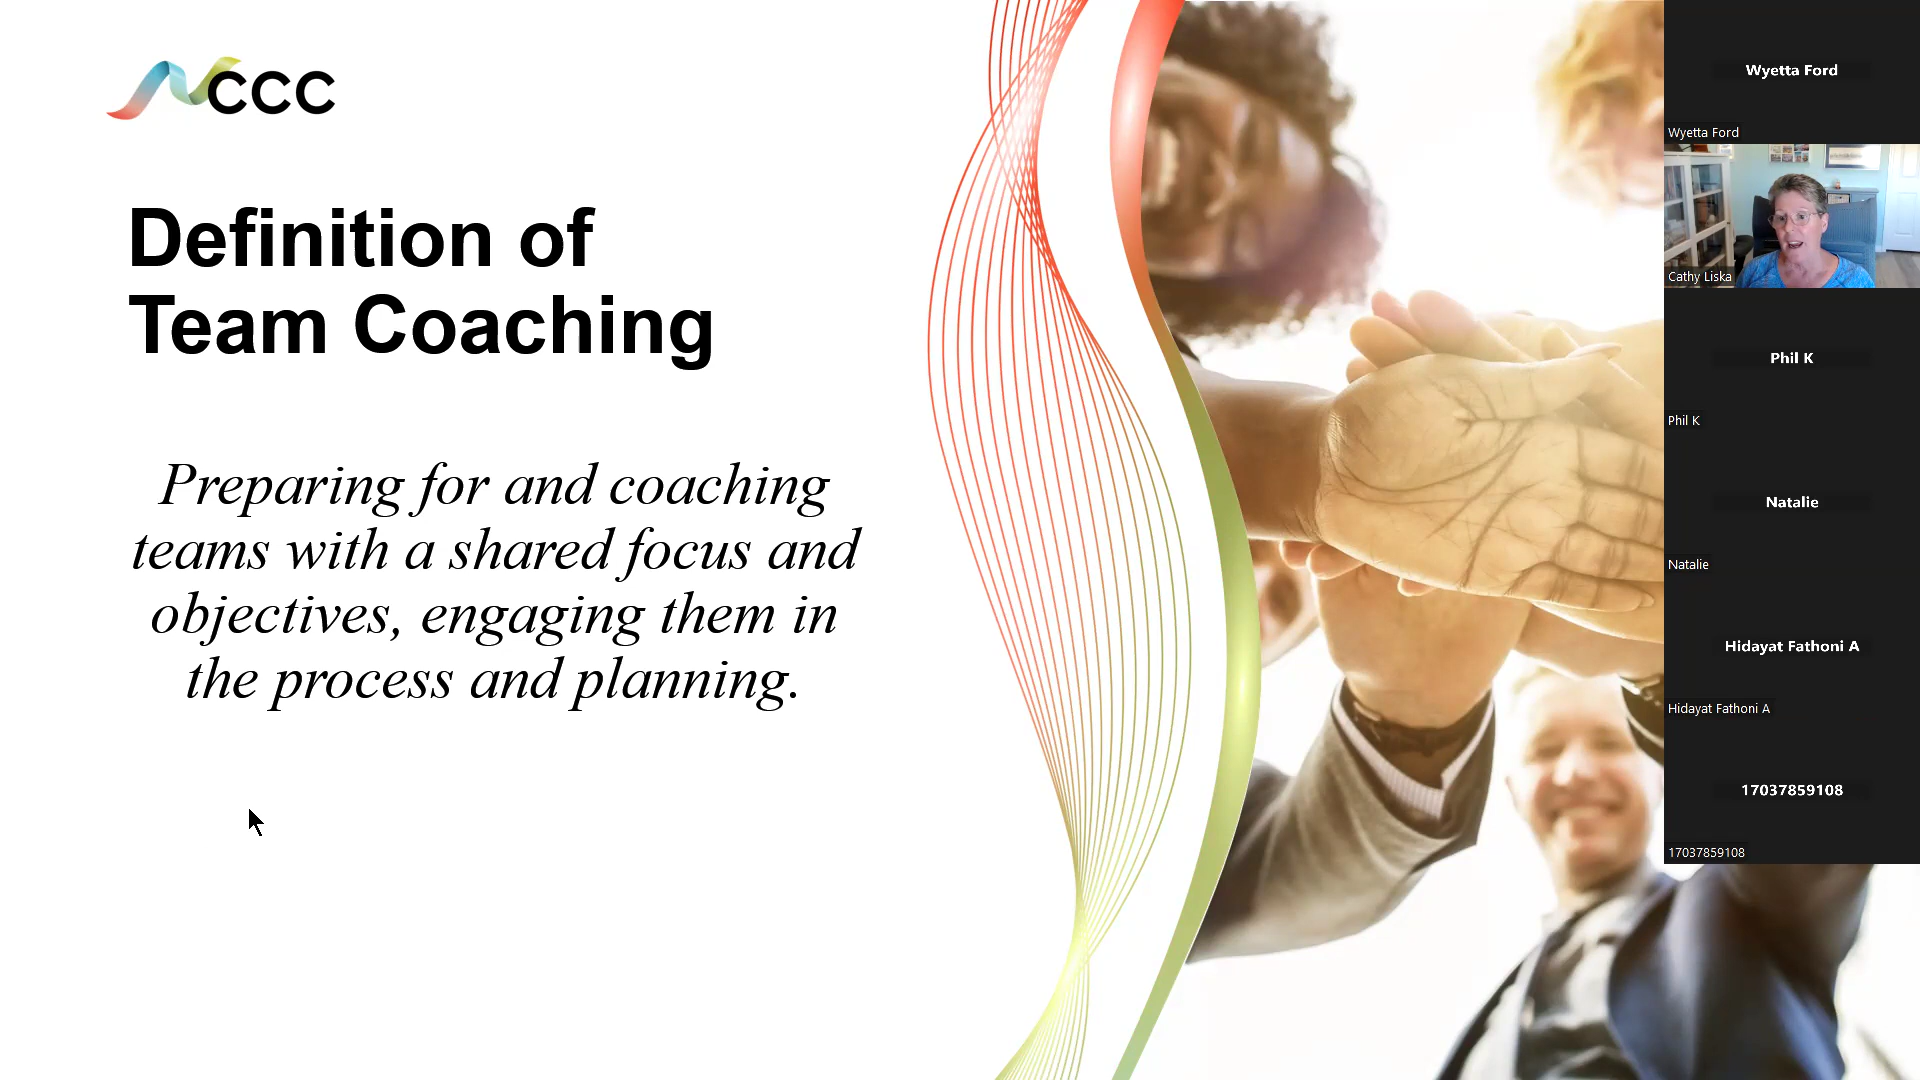 CCC
Definition of
Team Coaching
Preparing for and coaching
teams with a shared focus and
objectives, engaging them in
the process and planning.
Wyetta Ford
Wyetta Ford
Cathy Liska
Phil K
Phil K
Natalie
Natalie
Hidayat Fathoni A
Hidayat Fathoni A
17037859108
17037859108